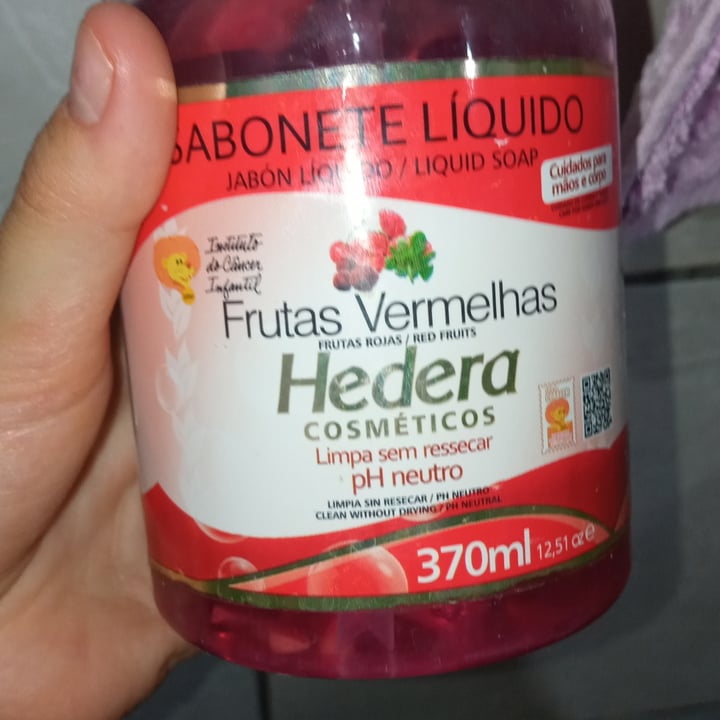 SABONETE LÍQUIDO
JABÓN LÍQUIDO / LIQUID SOAP
Cuidados para
mãos e corpo
Instituto
do Câncer
Infantil
Frutas Vermelhas
FRUTAS ROJAS / RED FRUITS
Hedera
COSMÉTICOS
Limpa sem ressecar
pH neutro
LIMPIA SIN RESECAR / PH NEUTRO
CLEAN WITHOUT DRYING / PH NEUTRAL
370ml 12,51 oz e